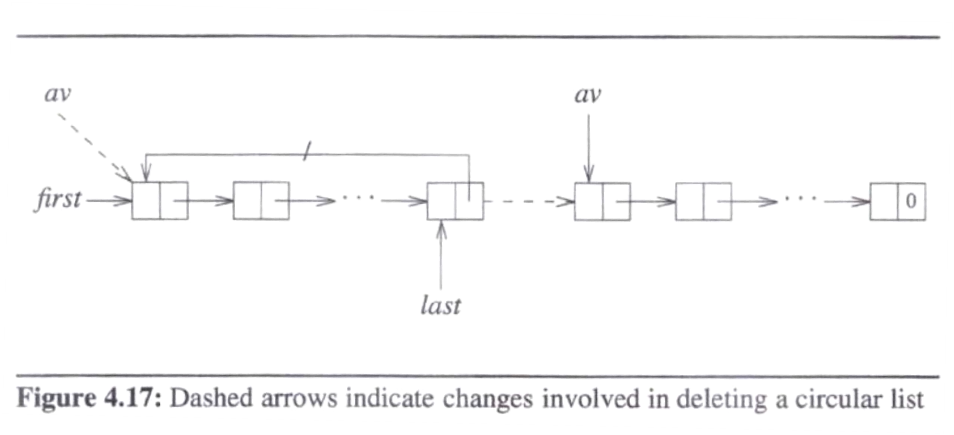 av
av
first
· · ·
· · ·
0
last
Figure 4.17: Dashed arrows indicate changes involved in deleting a circular list